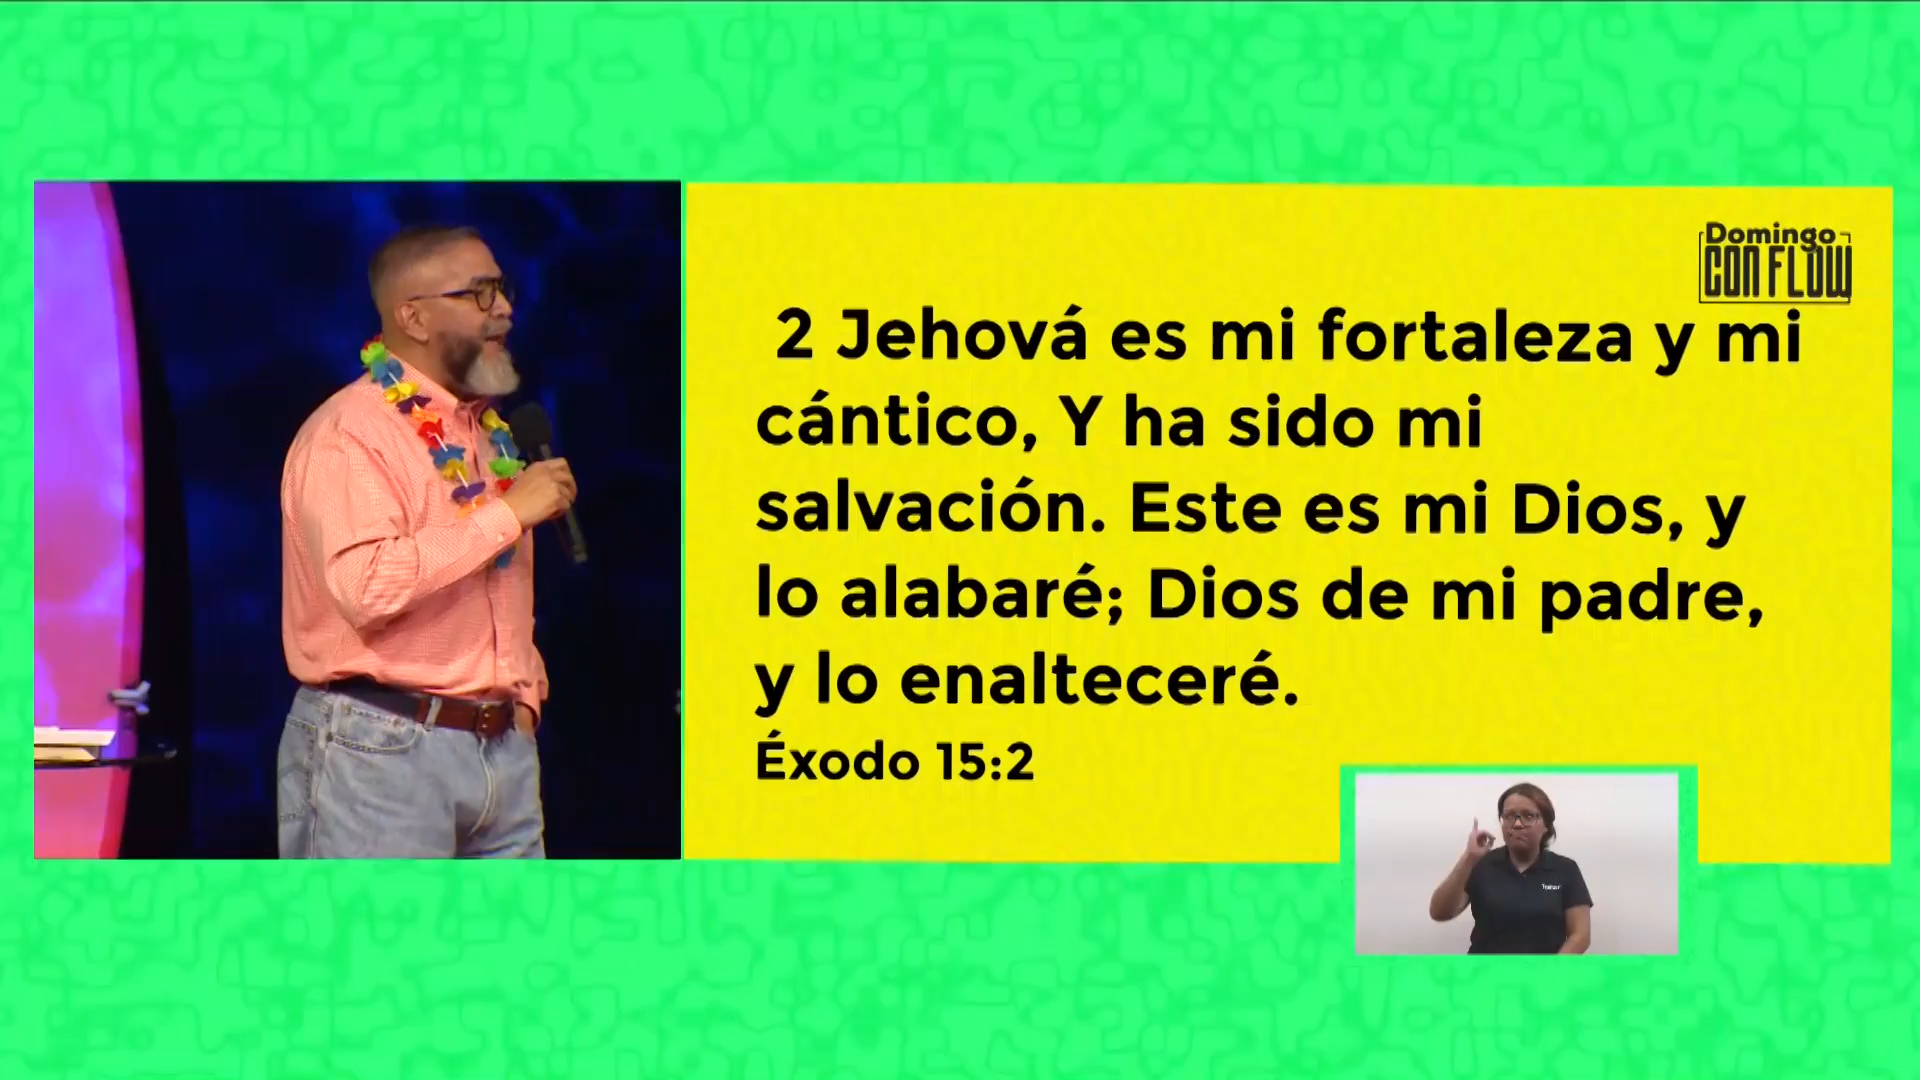 Domingo
CON FLOW
2 Jehová es mi fortaleza y mi
cántico, Y ha sido mi
salvación. Este es mi Dios, y
lo alabaré; Dios de mi padre,
y lo enalteceré.
Éxodo 15:2